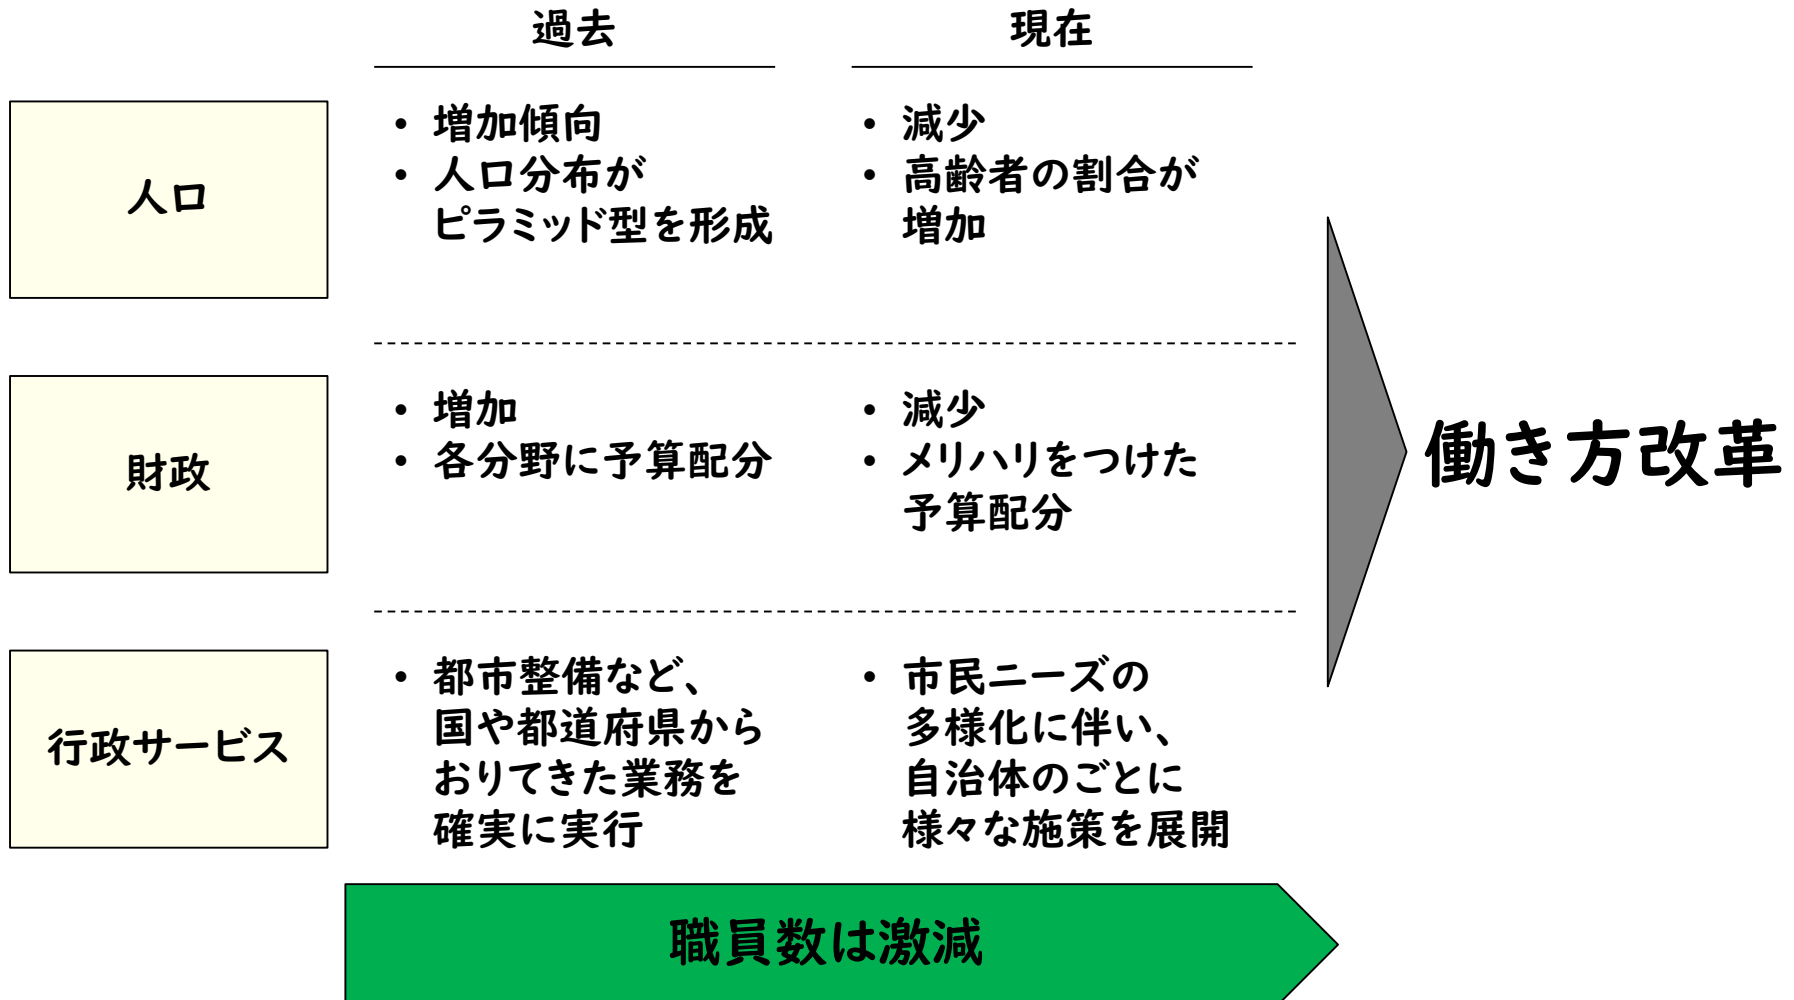 過去
現在
人口
• 増加傾向
• 人口分布が
ピラミッド型を形成
• 減少
• 高齢者の割合が
増加
財政
• 増加
• 各分野に予算配分
• 減少
• メリハリをつけた
予算配分
行政サービス
• 都市整備など、
国や都道府県から
おりてきた業務を
確実に実行
• 市民ニーズの
多様化に伴い、
自治体のごとに
様々な施策を展開
働き方改革
職員数は激減